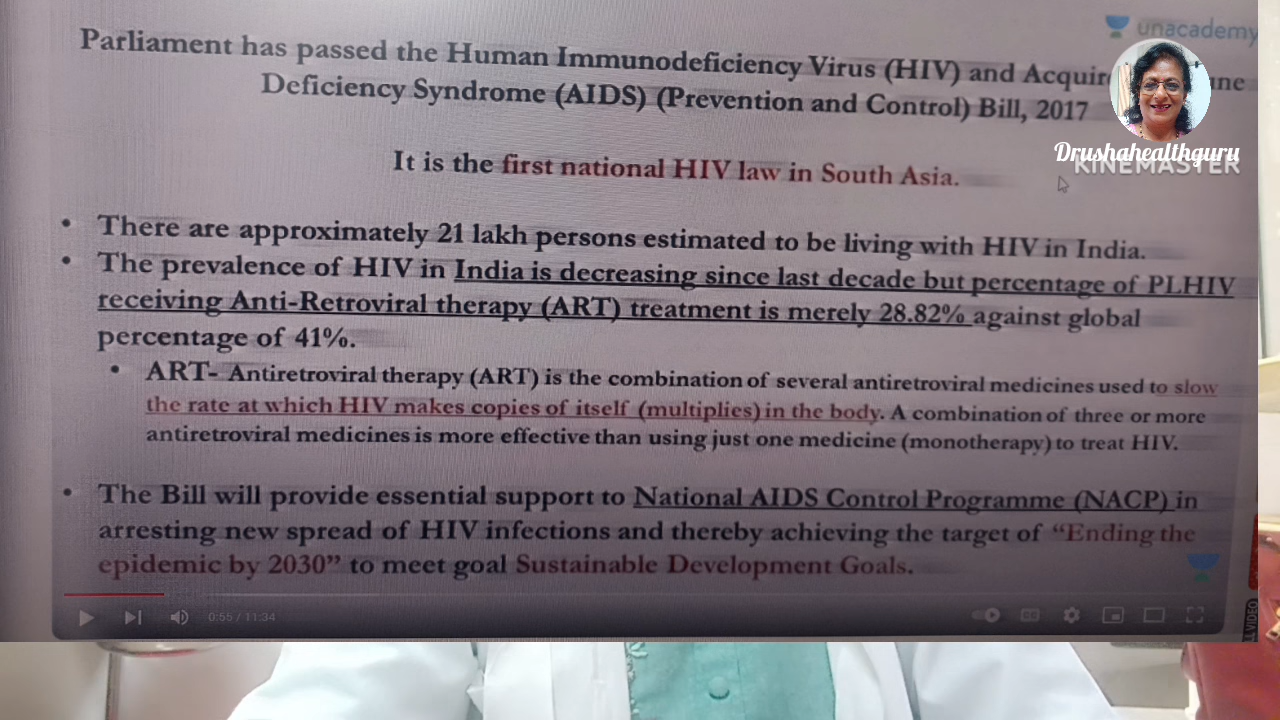 unacademy
Parliament has passed the Human Immunodeficiency Virus (HIV) and
Deficiency Syndrome (AIDS) (Prevention and Control) Bill, 2017
Drushahealthguru
KINEMASTER
It is the first national HIV law in South Asia.
• There are approximately 21 lakh persons estimated to be living with HIV in India.
• The prevalence of HIV in India is decreasing since last decade but percentage of PLHIV
receiving Anti-Retroviral therapy (ART) treatment is merely 28.82% against global
percentage of 41%.
• ART- Antiretroviral therapy (ART) is the combination of several antiretroviral medicines used to slow
the rate at which HIV makes copies of itself (multiplies) in the body. A combination of three or more
antiretroviral medicines is more effective than using just one medicine (monotherapy) to treat HIV.
• The Bill will provide essential support to National AIDS Control Programme (NACP) in
arresting new spread of HIV infections and thereby achieving the target of “Ending the
epidemic by 2030” to meet goal Sustainable Development Goals.
0:55 / 11:34